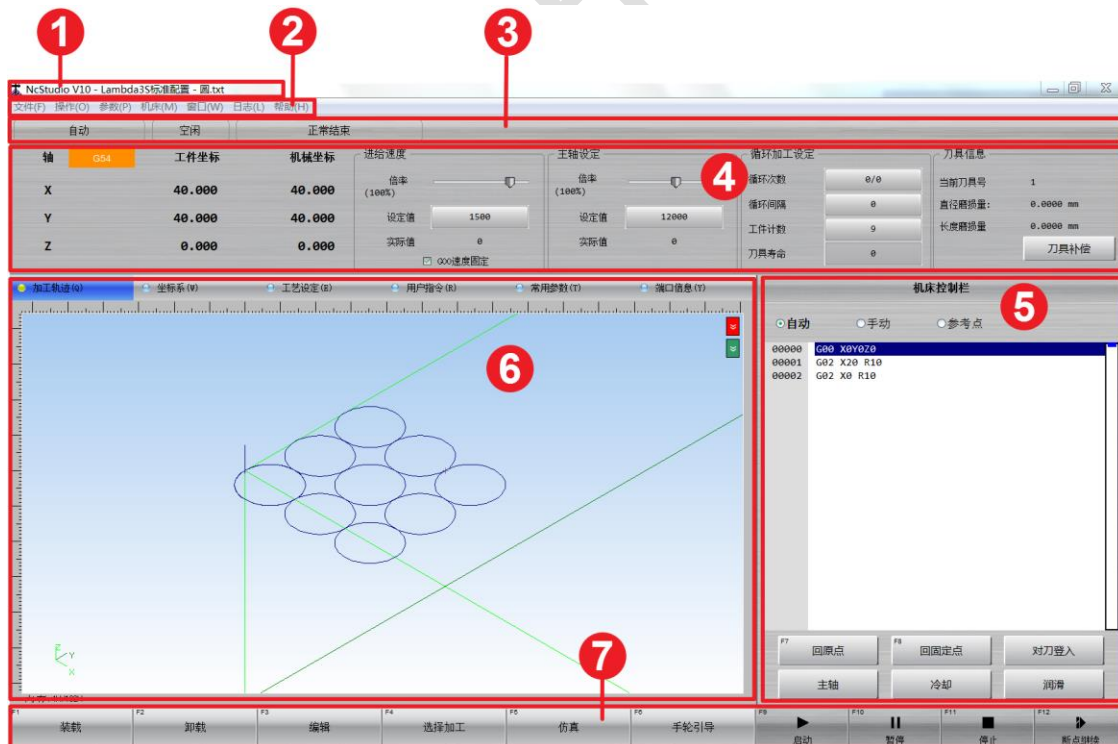 1
2
3
NcStudio V10 - Lambda3S标准配置 - 圆.txt
文件(F) 操作(O) 参数(P) 机床(M) 窗口(W) 日志(L) 帮助(H)
自动 空闲 正常结束
轴 G54 工件坐标 机械坐标
X 40.000 40.000
Y 40.000 40.000
Z 0.000 0.000
进给速度
倍率
(100%)
设定值 1500
实际值 0
G00速度固定
主轴设定
倍率
(100%)
设定值 12000
实际值 0
4
循环加工设定
循环次数 0/0
循环间隔 0
工件计数 9
刀具寿命 0
刀具信息
当前刀具号 1
直径磨损量: 0.0000 mm
长度磨损量 0.0000 mm
刀具补偿
加工轨迹(Q) 坐标系(W) 工艺设定(E) 用户指令(R) 常用参数(T) 端口信息(Y)
6
Z
Y
X
机床控制栏
5
自动 手动 参考点
00000 G00 X0Y0Z0
00001 G02 X20 R10
00002 G02 X0 R10
F7 回原点 F8 回固定点 对刀登入
主轴 冷却 润滑
7
F1 装载 F2 卸载 F3 编辑 F4 选择加工 F5 仿真 F6 手轮引导 F9 启动 F10 暂停 F11 停止 F12 断点继续